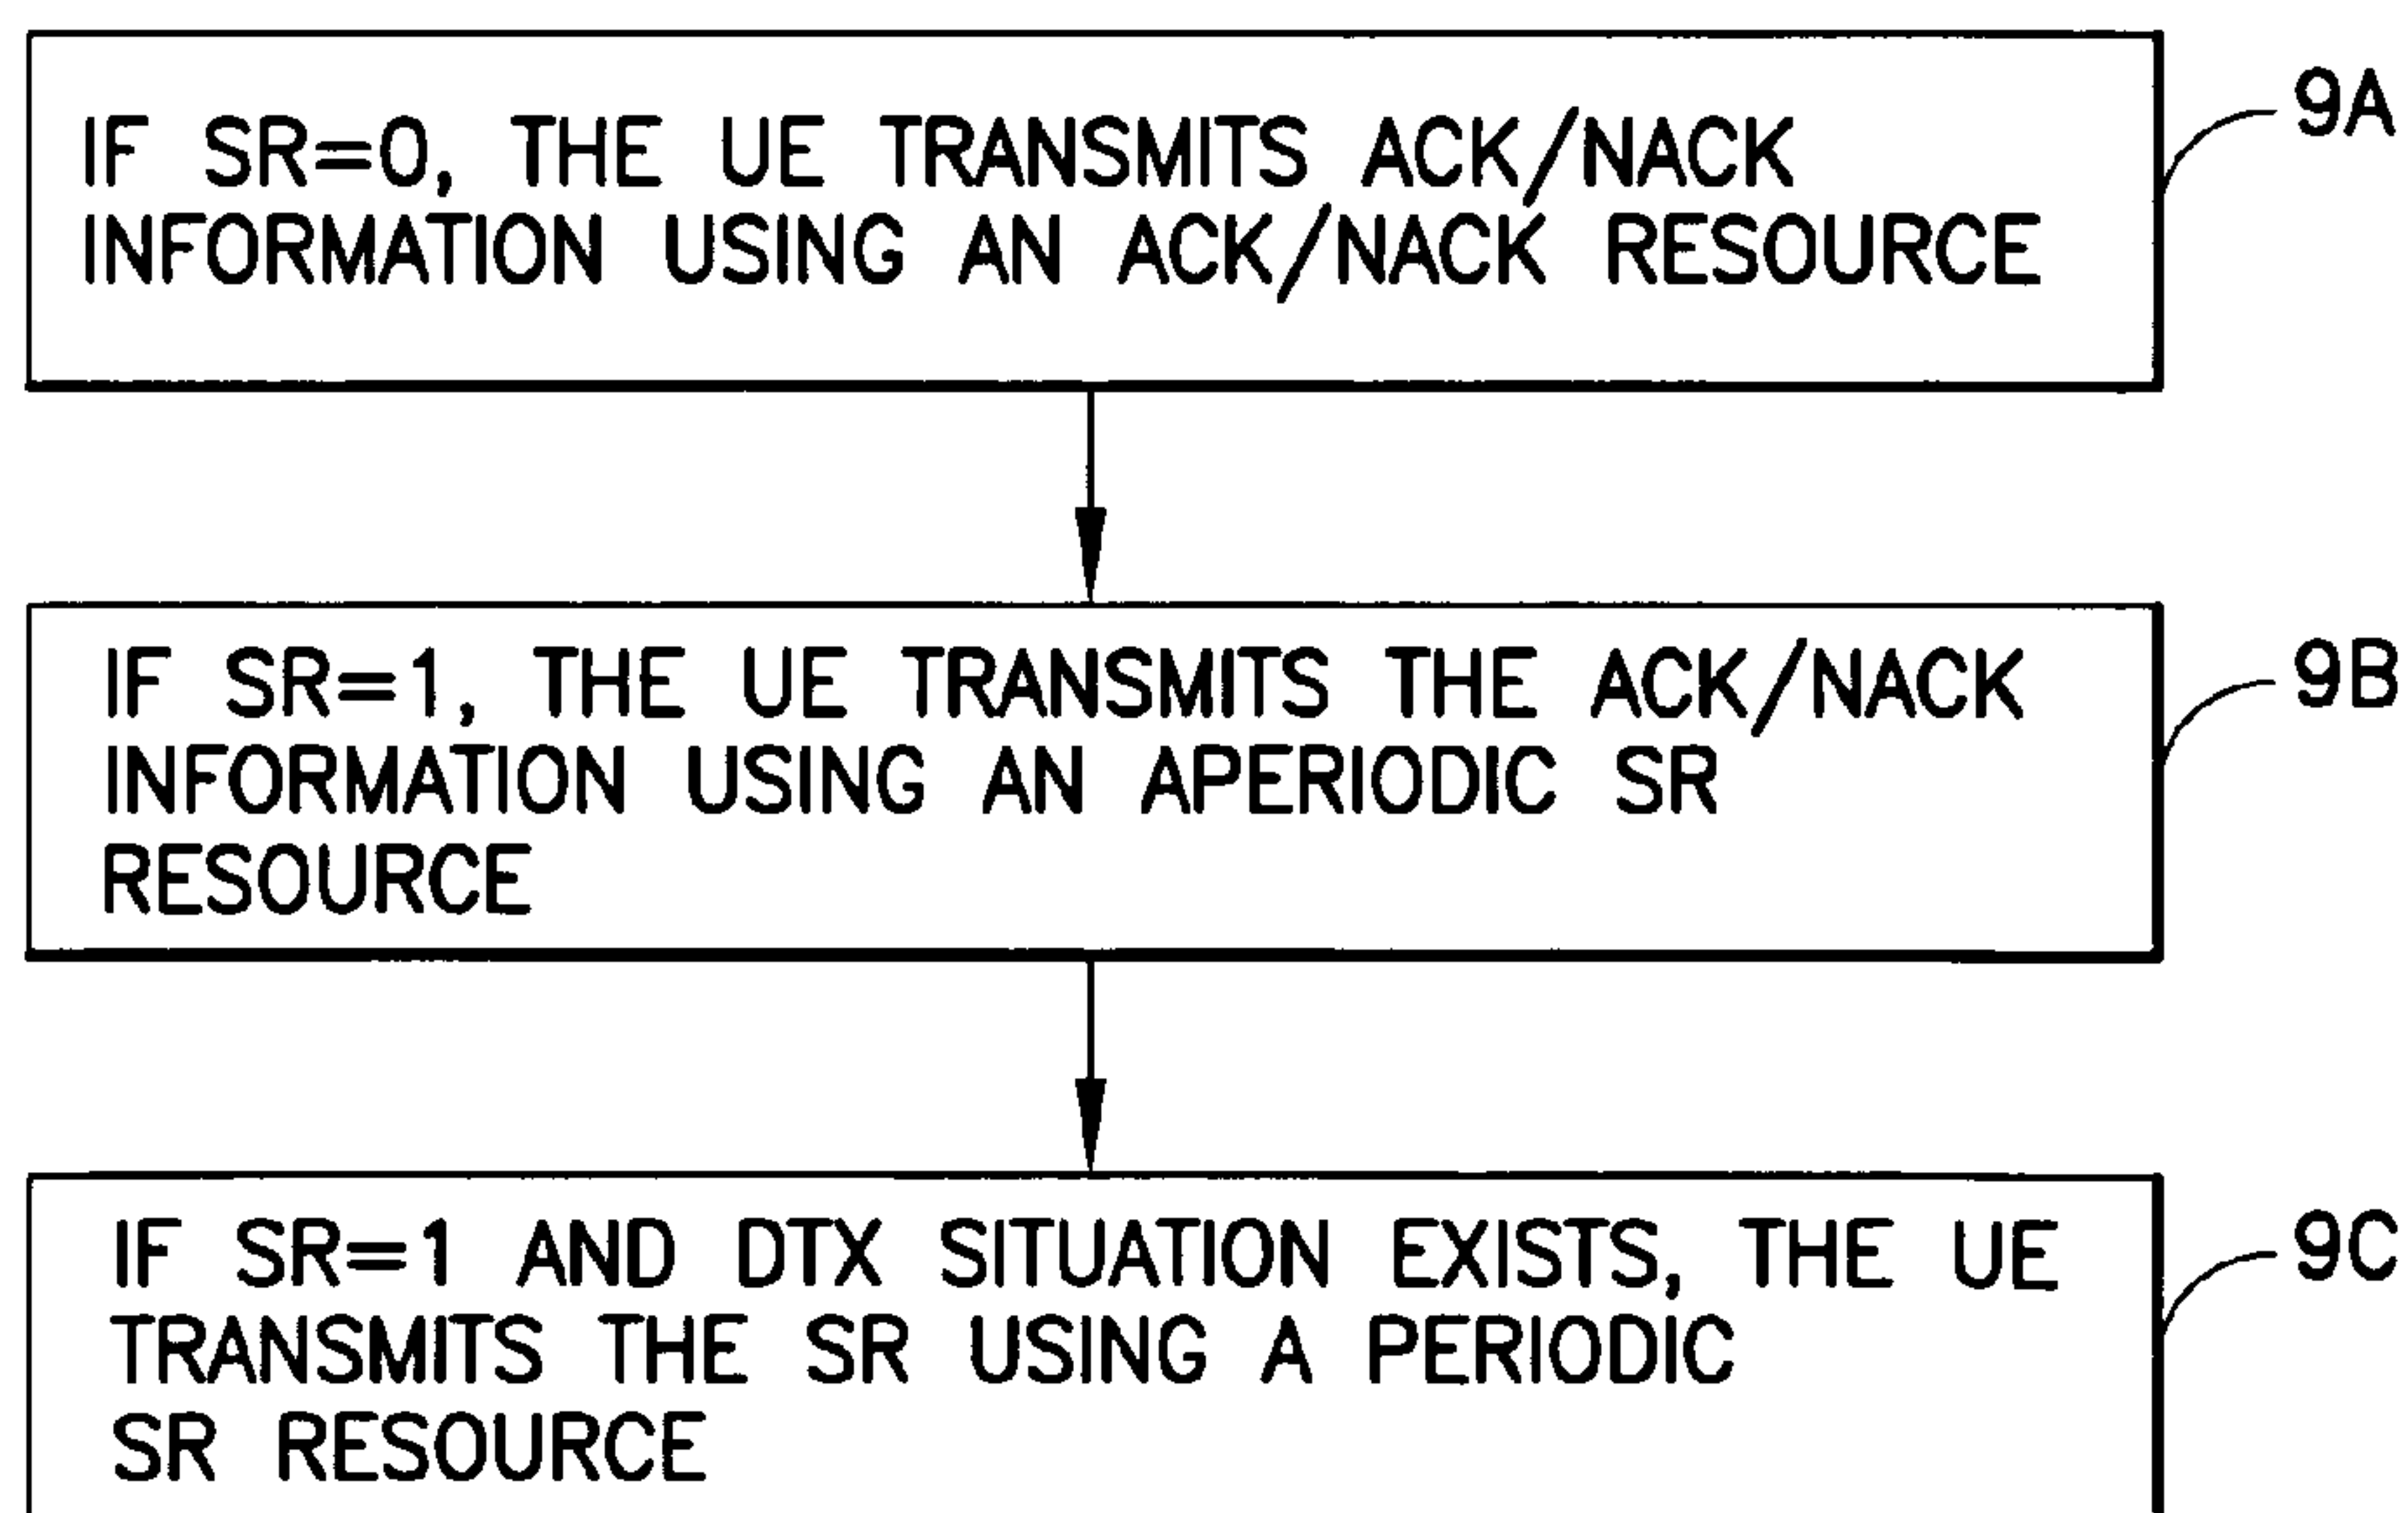 IF SR=0, THE UE TRANSMITS ACK/NACK
INFORMATION USING AN ACK/NACK RESOURCE
9A
IF SR=1, THE UE TRANSMITS THE ACK/NACK
INFORMATION USING AN APERIODIC SR
RESOURCE
9B
IF SR=1 AND DTX SITUATION EXISTS, THE UE
TRANSMITS THE SR USING A PERIODIC
SR RESOURCE
9C